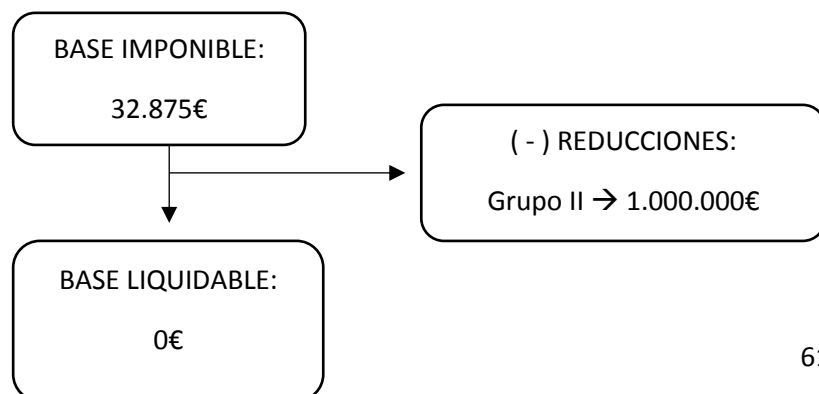 BASE IMPONIBLE:
32.875€
( - ) REDUCCIONES:
Grupo II → 1.000.000€
BASE LIQUIDABLE:
0€